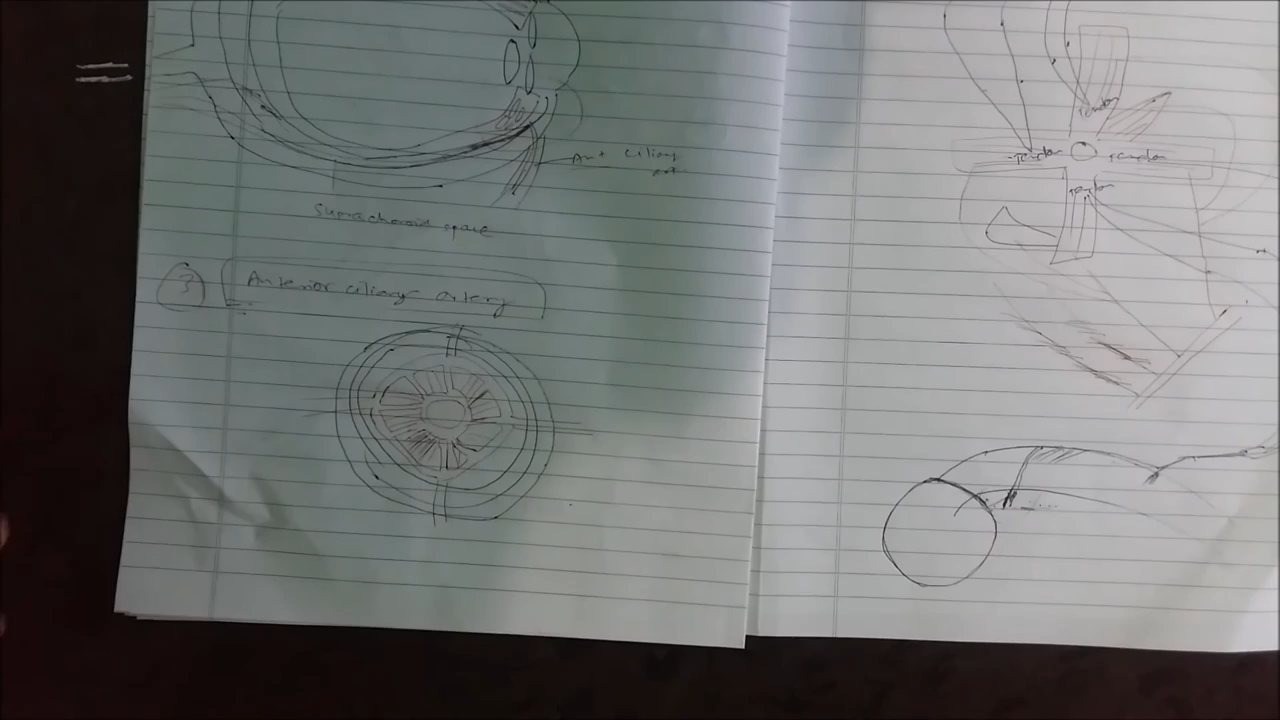 Ant ciliary
art
Suprachoroid space
3 Anterior ciliary artery
tendon
tendon tendon
tendon